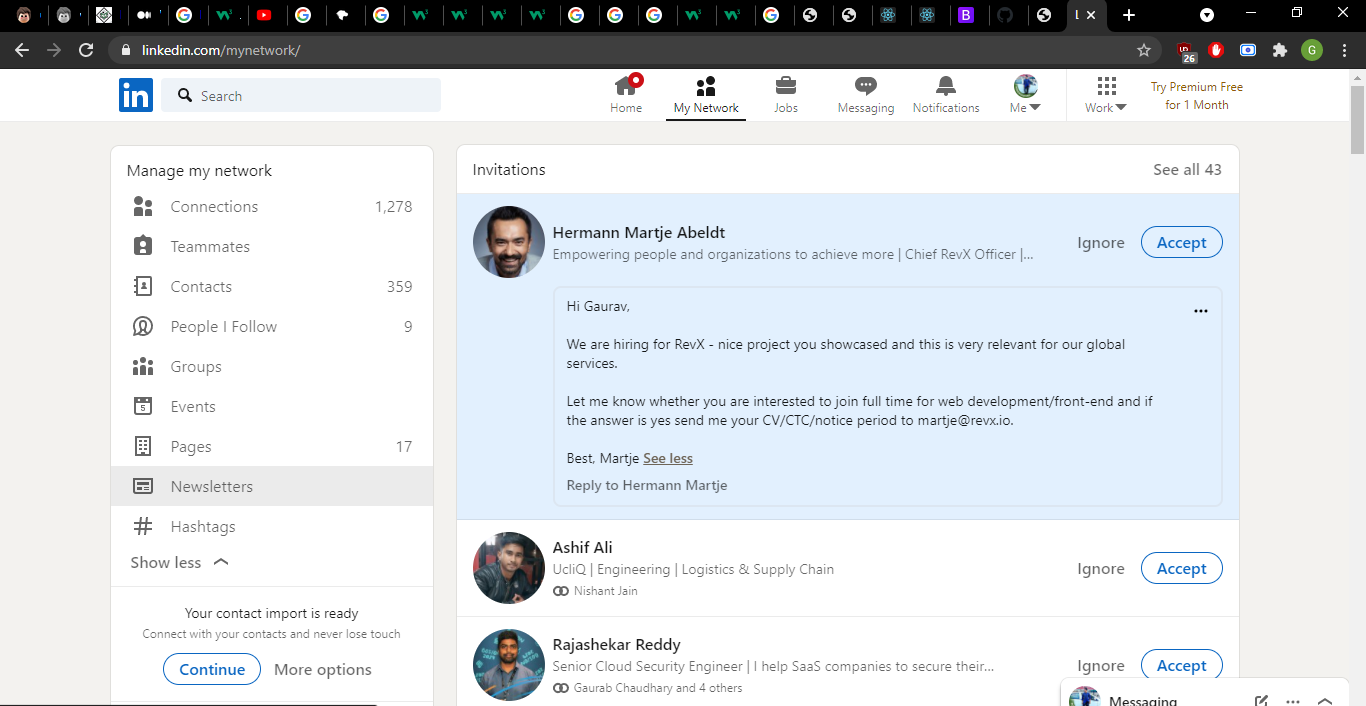 linkedin.com/mynetwork/
26
G
in
Search
Home
My Network
Jobs
Messaging
Notifications
Me
Work
Try Premium Free
for 1 Month
Manage my network
Connections 1,278
Teammates
Contacts 359
People I Follow 9
Groups
5
Events
Pages 17
Newsletters
Hashtags
Show less
Your contact import is ready
Connect with your contacts and never lose touch
Continue More options
Invitations See all 43
Hermann Martje Abeldt
Empowering people and organizations to achieve more | Chief RevX Officer |...
Ignore Accept
Hi Gaurav,
We are hiring for RevX - nice project you showcased and this is very relevant for our global
services.
Let me know whether you are interested to join full time for web development/front-end and if
the answer is yes send me your CV/CTC/notice period to martje@revx.io.
Best, Martje See less
Reply to Hermann Martje
Ashif Ali
UcliQ | Engineering | Logistics & Supply Chain
Nishant Jain
Ignore Accept
Rajashekar Reddy
Senior Cloud Security Engineer | I help SaaS companies to secure their...
Gaurab Chaudhary and 4 others
Ignore Accept
Messaging